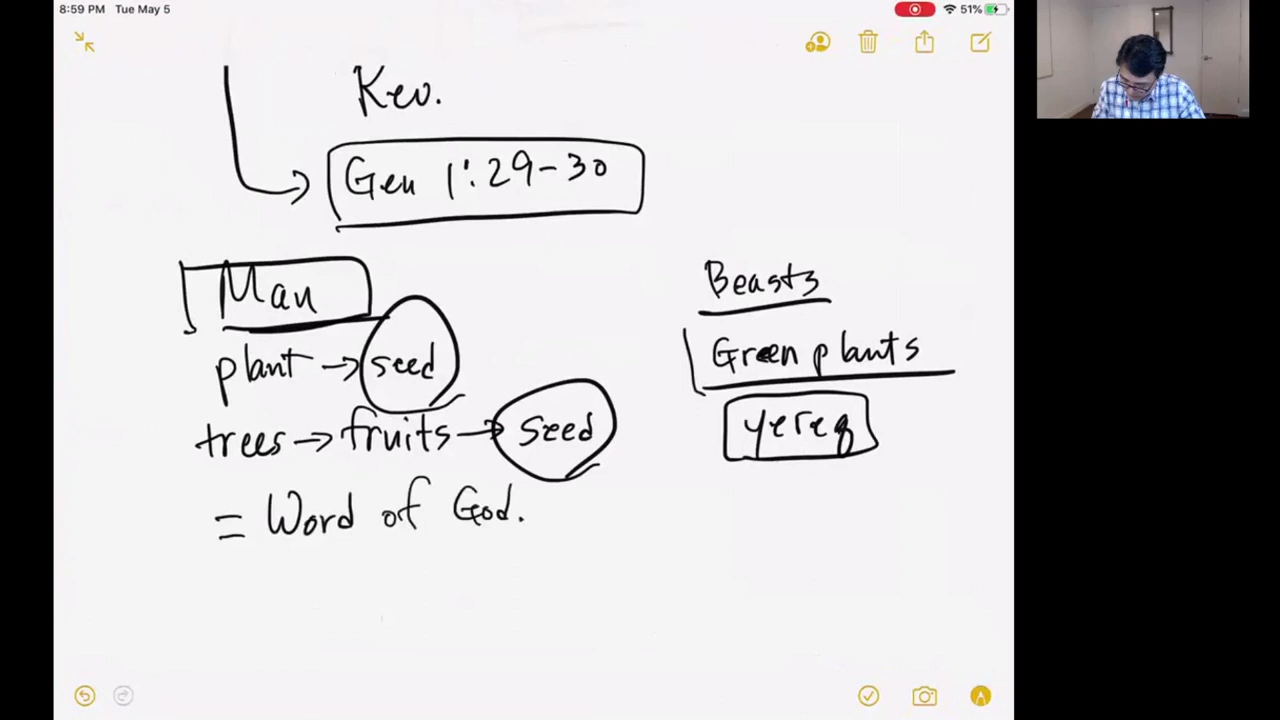 8:59 PM Tue May 5 51%
Rev.
Gen 1:29-30
Man
plant → seed
trees → fruits → seed
= Word of God.
Beasts
Green plants
yereq